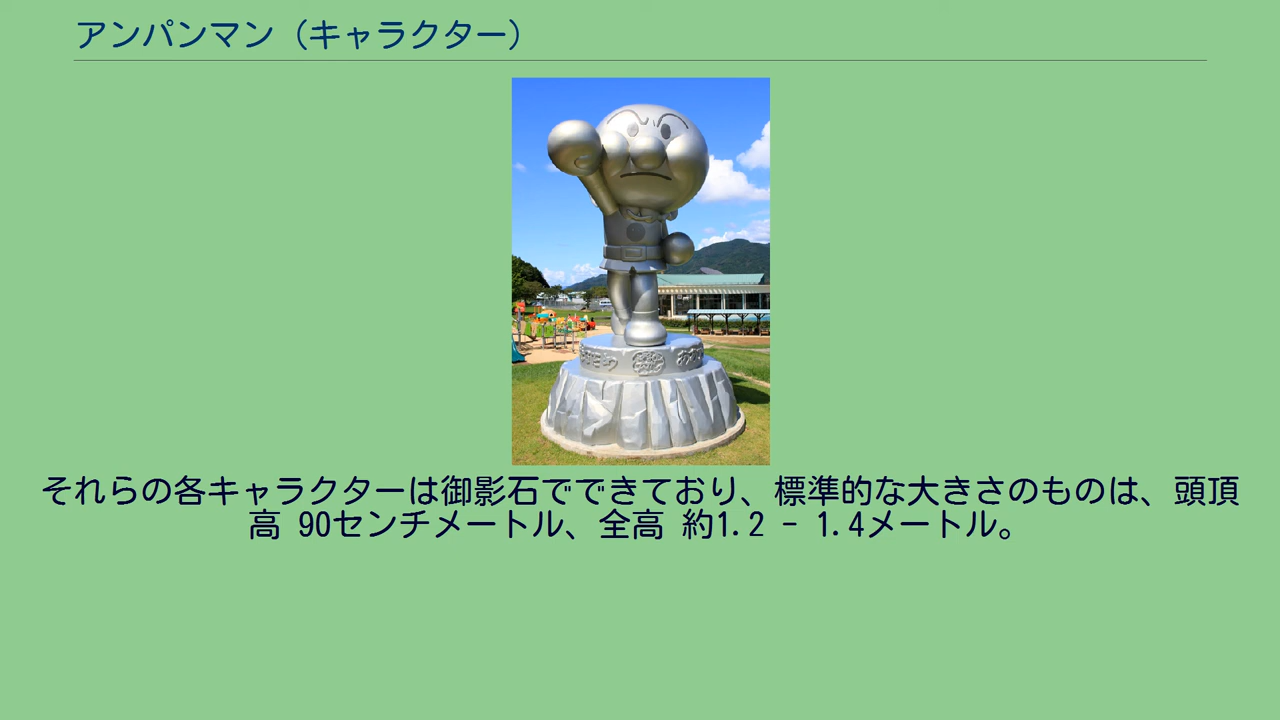 アンパンマン（キャラクター）
それらの各キャラクターは御影石でできており、標準的な大きさのものは、頭頂
高 90センチメートル、全高 約1.2 - 1.4メートル。